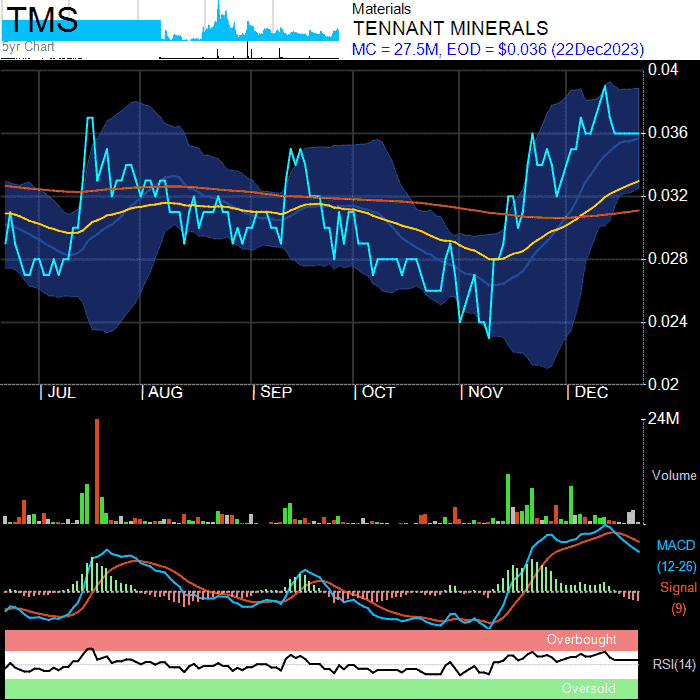 TMS
5yr Chart
Materials
TENNANT MINERALS
MC = 27.5M, EOD = $0.036 (22Dec2023)
0.04
0.036
0.032
0.028
0.024
0.02
JUL AUG SEP OCT NOV DEC
24M
Volume
MACD
(12-26)
Signal
(9)
Overbought
RSI(14)
Oversold